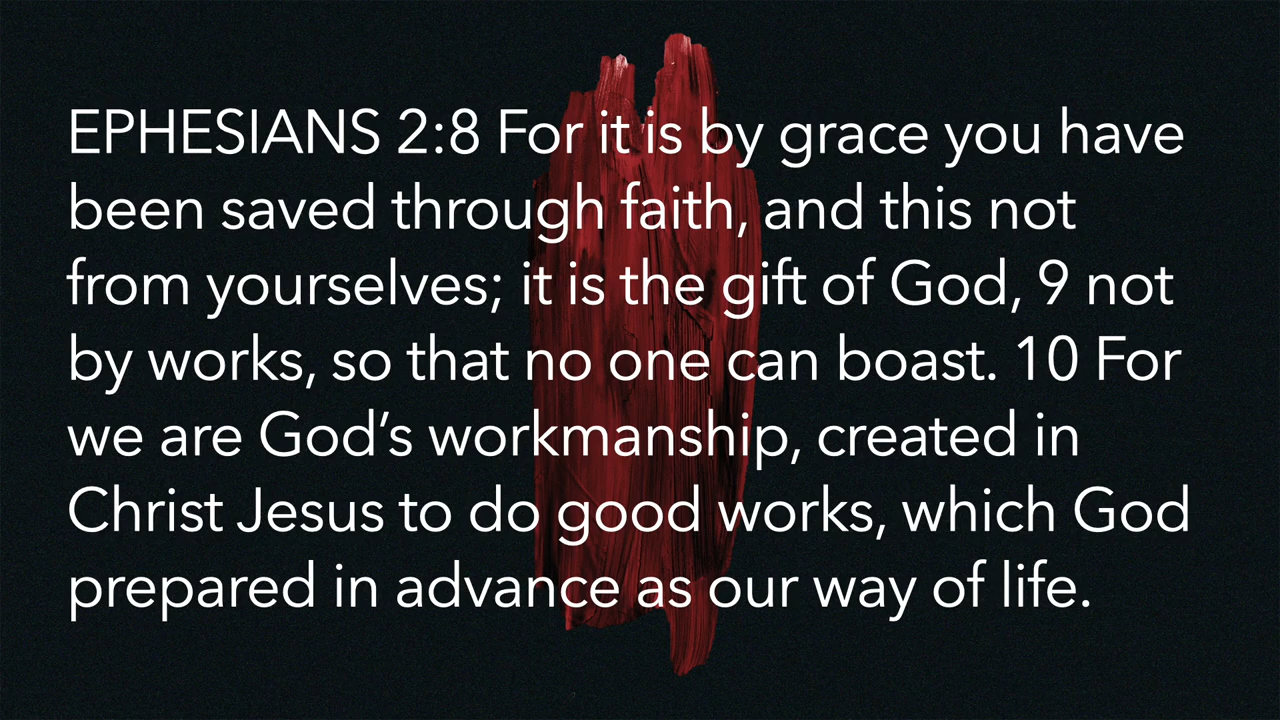 EPHESIANS 2:8 For it is by grace you have
been saved through faith, and this not
from yourselves; it is the gift of God, 9 not
by works, so that no one can boast. 10 For
we are God’s workmanship, created in
Christ Jesus to do good works, which God
prepared in advance as our way of life.